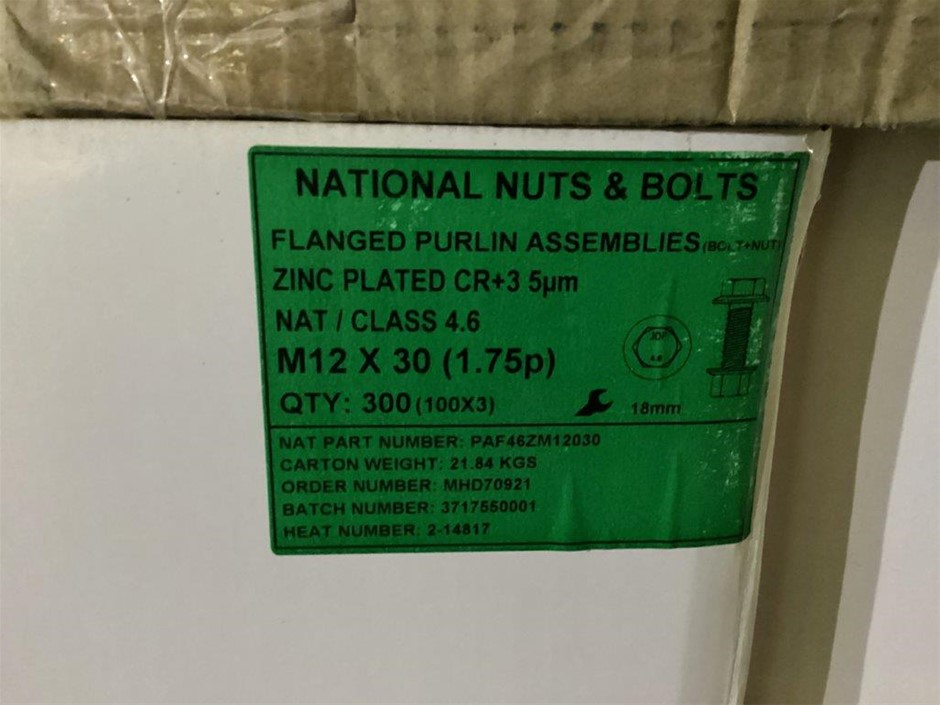 NATIONAL NUTS & BOLTS
FLANGED PURLIN ASSEMBLIES (BOLT+NUT)
ZINC PLATED CR+3 5µm
NAT / CLASS 4.6
M12 X 30 (1.75p)
QTY: 300 (100X3)
4.6
18mm
NAT PART NUMBER: PAF46ZM12030
CARTON WEIGHT: 21.84 KGS
ORDER NUMBER: MHD70921
BATCH NUMBER: 3717550001
HEAT NUMBER: 2-14817